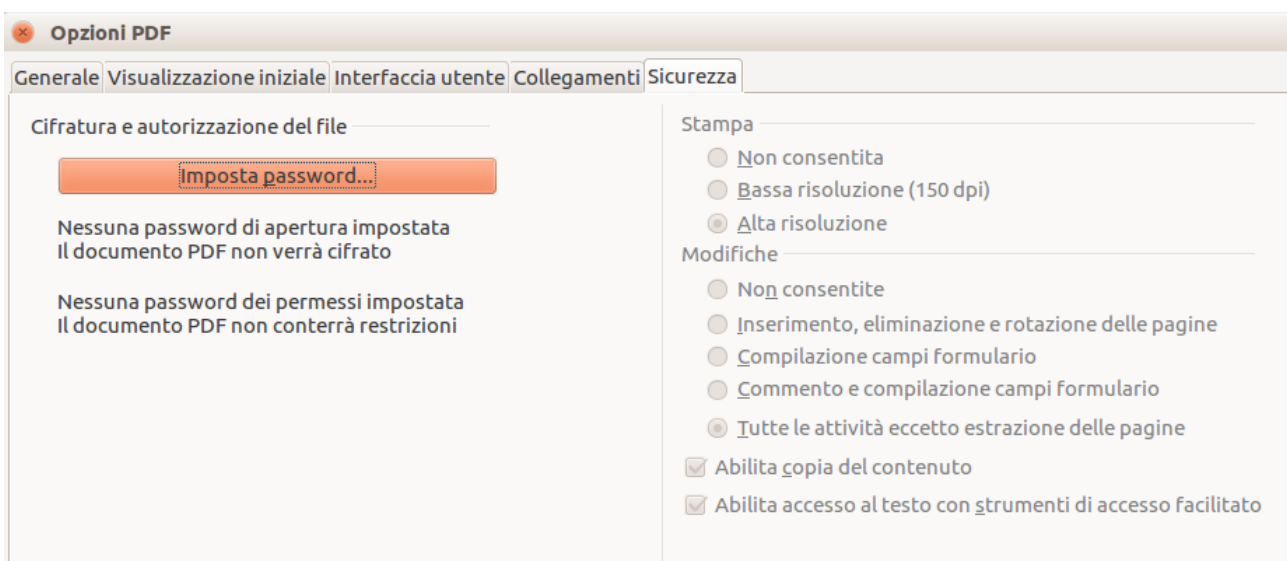 Opzioni PDF
Generale Visualizzazione iniziale Interfaccia utente Collegamenti Sicurezza
Cifratura e autorizzazione del file
Imposta password...
Nessuna password di apertura impostata
Il documento PDF non verrà cifrato
Nessuna password dei permessi impostata
Il documento PDF non conterrà restrizioni
Stampa
Non consentita
Bassa risoluzione (150 dpi)
Alta risoluzione
Modifiche
Non consentite
Inserimento, eliminazione e rotazione delle pagine
Compilazione campi formulario
Commento e compilazione campi formulario
Tutte le attività eccetto estrazione delle pagine
Abilita copia del contenuto
Abilita accesso al testo con strumenti di accesso facilitato